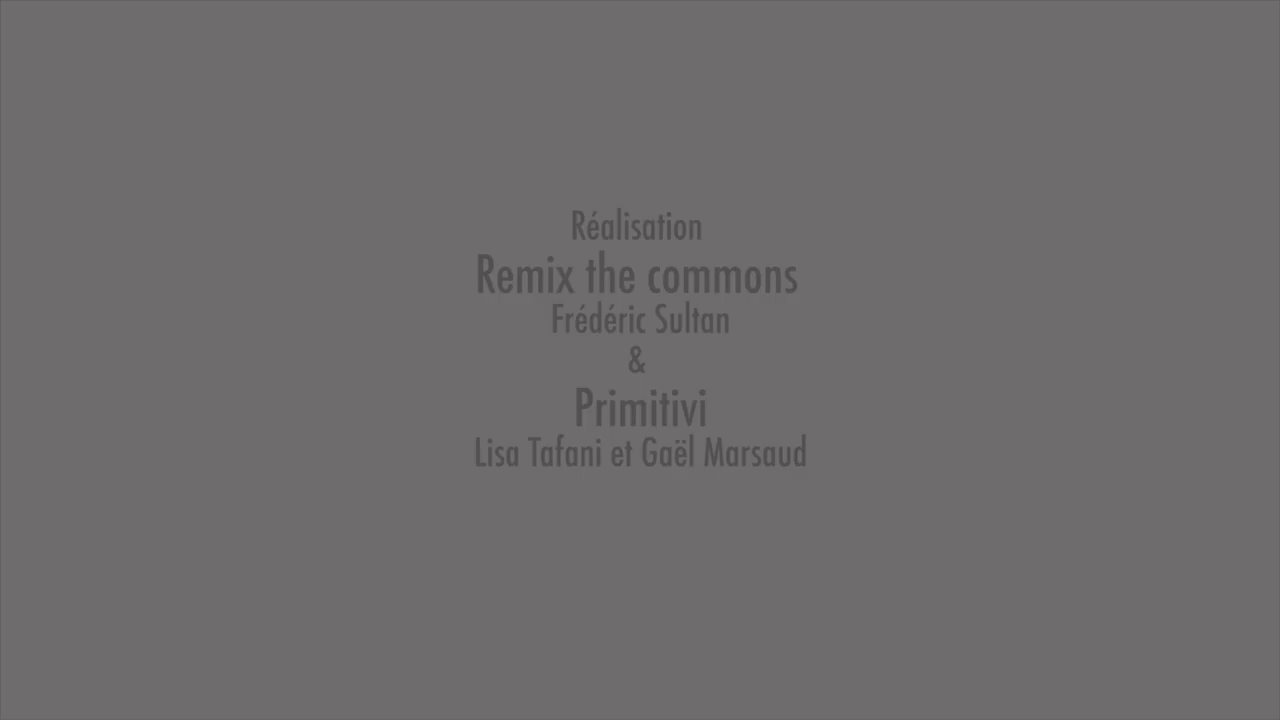 Réalisation
Remix the commons
Frédéric Sultan
&
Primitivi
Lisa Tafani et Gaël Marsaud